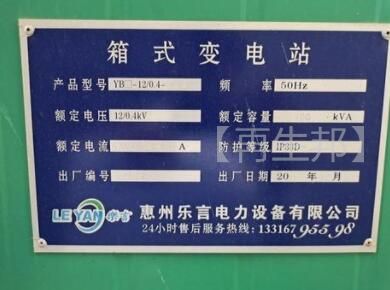 箱式变电站
产品型号 YB□-12/0.4- 频率 50Hz
额定电压 12/0.4kV 额定容量 kVA
额定电流 A 防护等级 IP33D
出厂编号 出厂日期 20 年 月
LE YAN 乐言 惠州乐言电力设备有限公司
24小时售后服务热线: 133167 955 98
【再生邦】